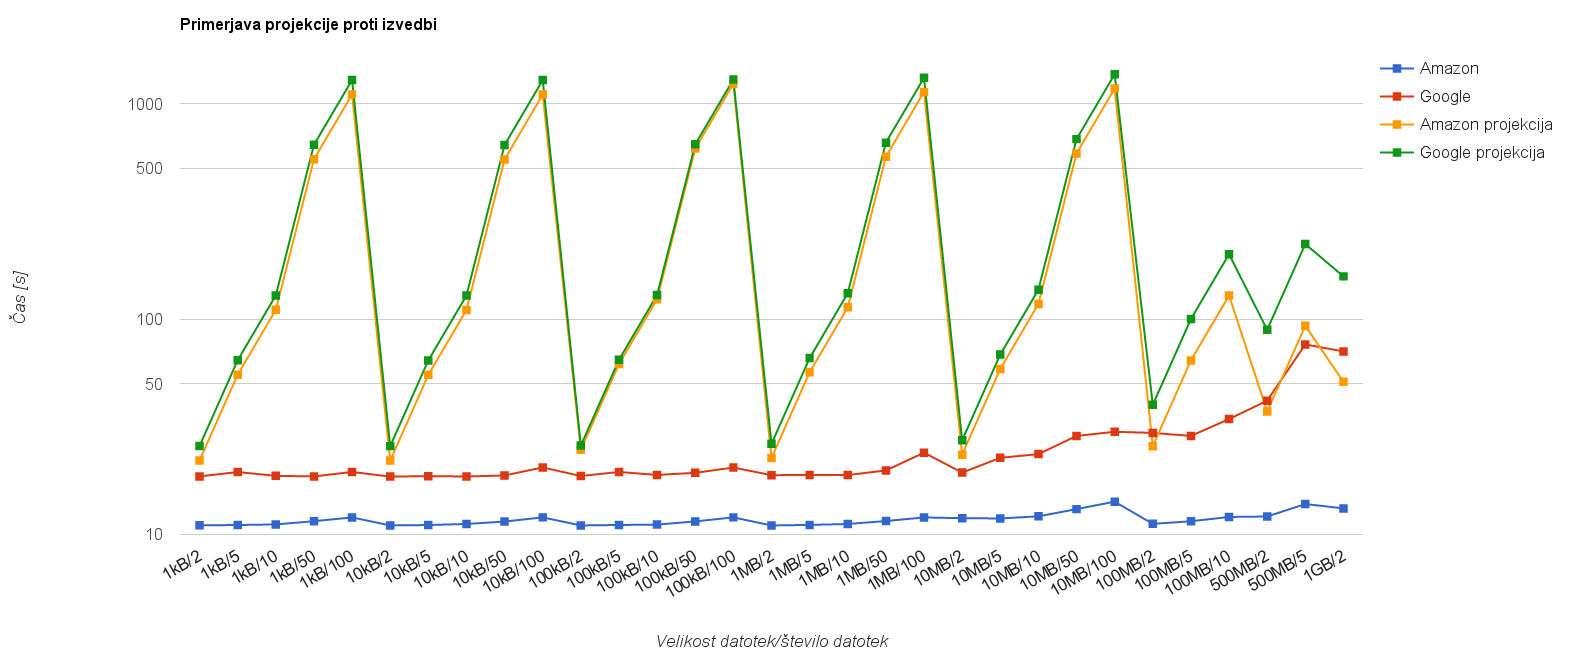 Primerjava projekcije proti izvedbi
Amazon
Google
Amazon projekcija
Google projekcija
1000
500
100
50
10
Čas [s]
1kB/2
1kB/5
1kB/10
1kB/50
1kB/100
10kB/2
10kB/5
10kB/10
10kB/50
10kB/100
100kB/2
100kB/5
100kB/10
100kB/50
100kB/100
1MB/2
1MB/5
1MB/10
1MB/50
1MB/100
10MB/2
10MB/5
10MB/10
10MB/50
10MB/100
100MB/2
100MB/5
100MB/10
500MB/2
500MB/5
1GB/2
Velikost datotek/število datotek